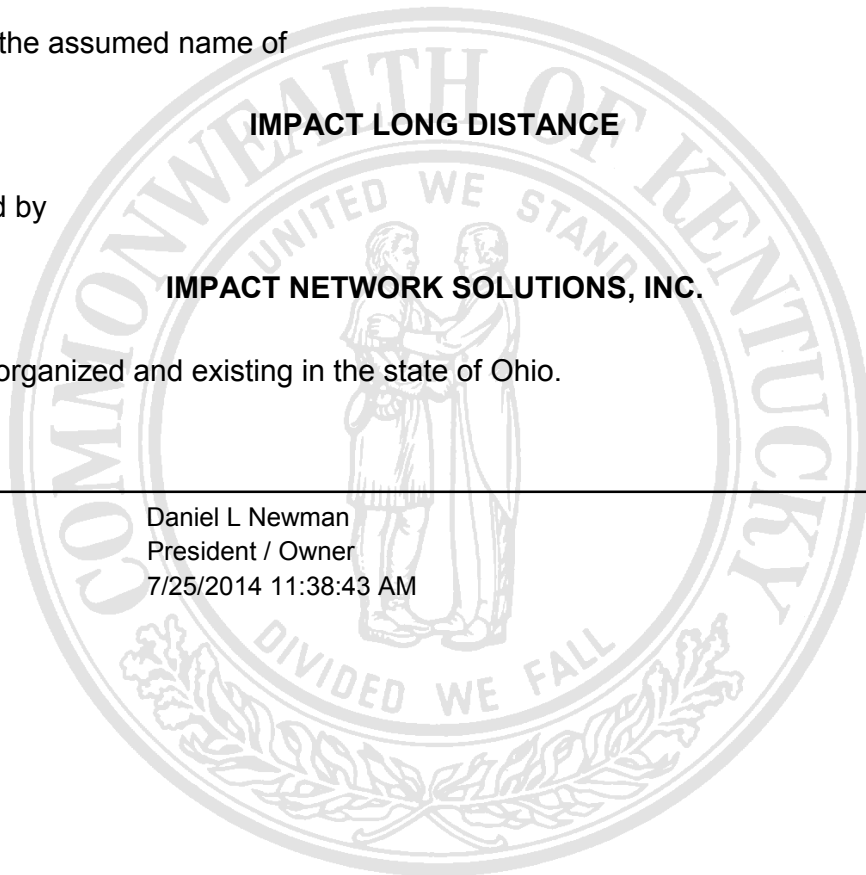 the assumed name of
IMPACT LONG DISTANCE
d by
IMPACT NETWORK SOLUTIONS, INC.
organized and existing in the state of Ohio.
Daniel L Newman
President / Owner
7/25/2014 11:38:43 AM
COMMONWEALTH OF KENTUCKY
UNITED WE STAND
DIVIDED WE FALL